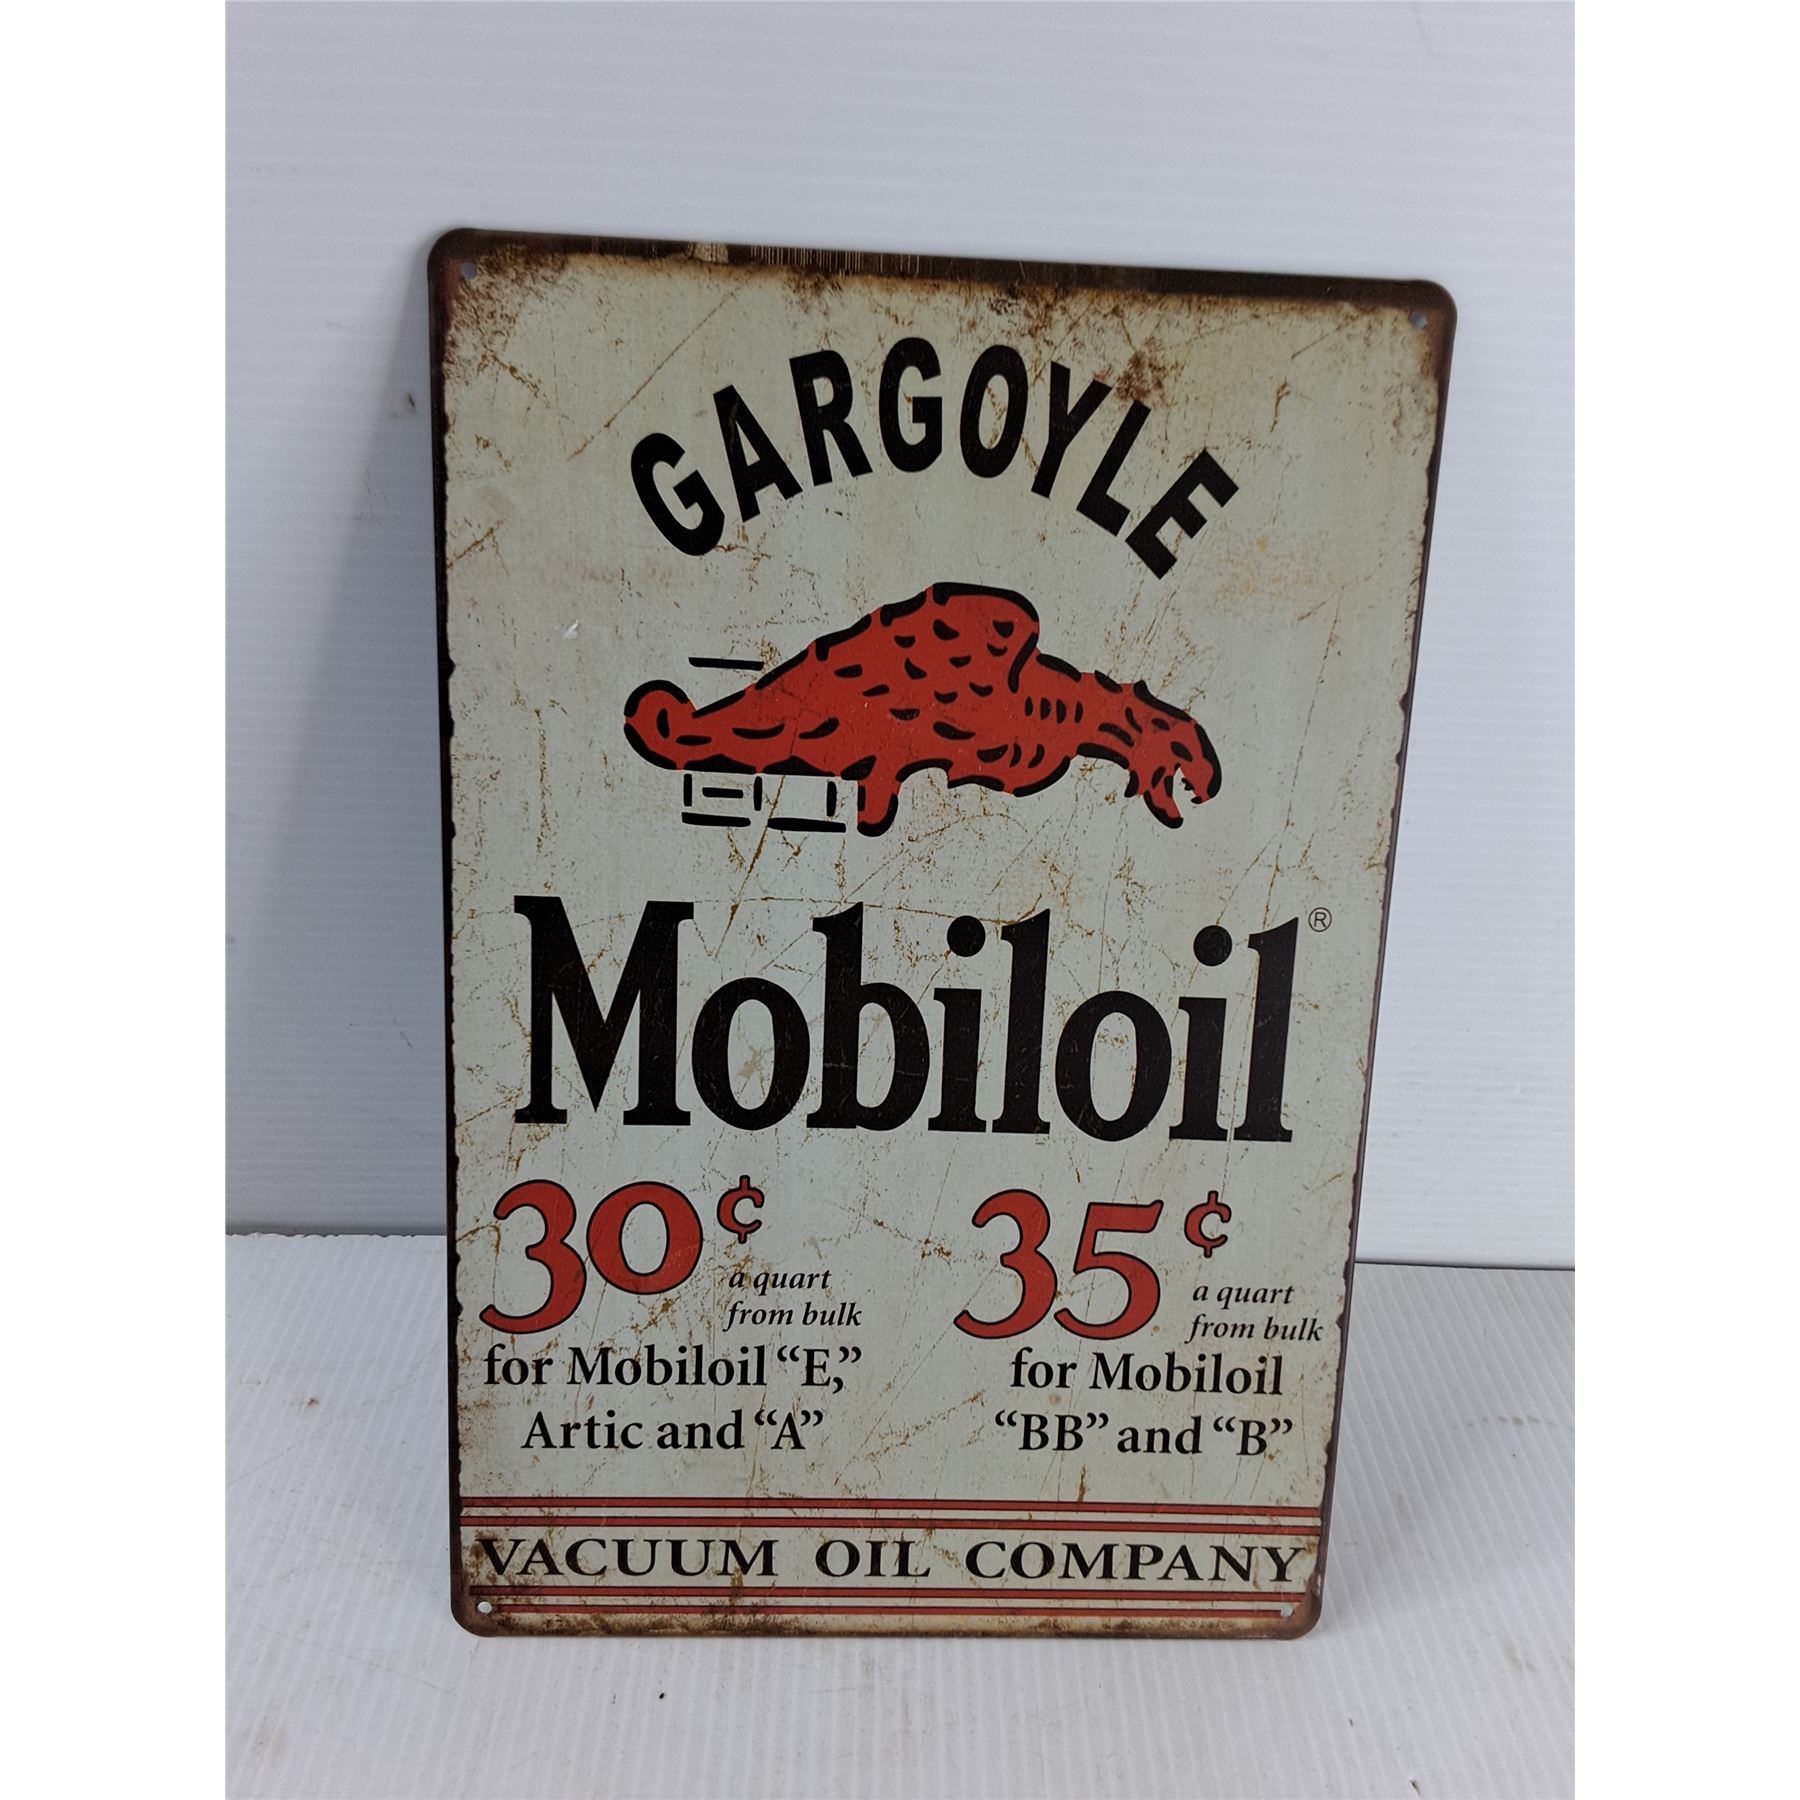 GARGOYLE
Mobiloil®
30¢
a quart
from bulk
for Mobiloil “E,”
Artic and “A”
35¢
a quart
from bulk
for Mobiloil
“BB” and “B”
VACUUM OIL COMPANY